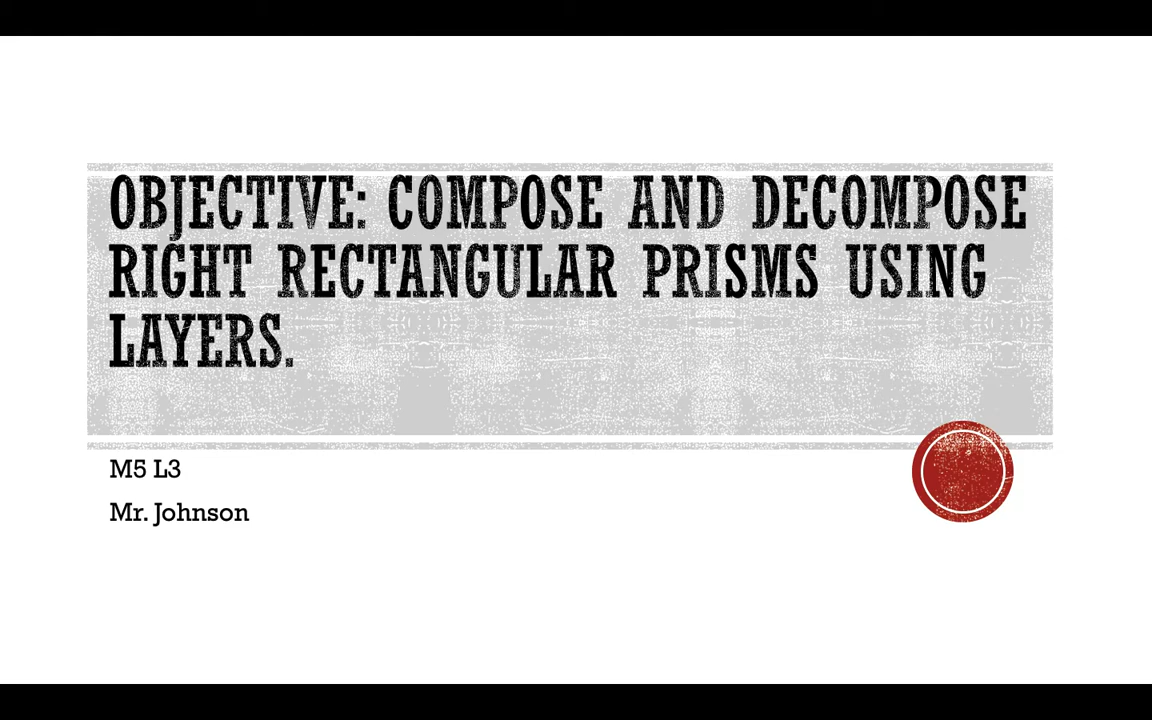 OBJECTIVE: COMPOSE AND DECOMPOSE
RIGHT RECTANGULAR PRISMS USING
LAYERS.
M5 L3
Mr. Johnson